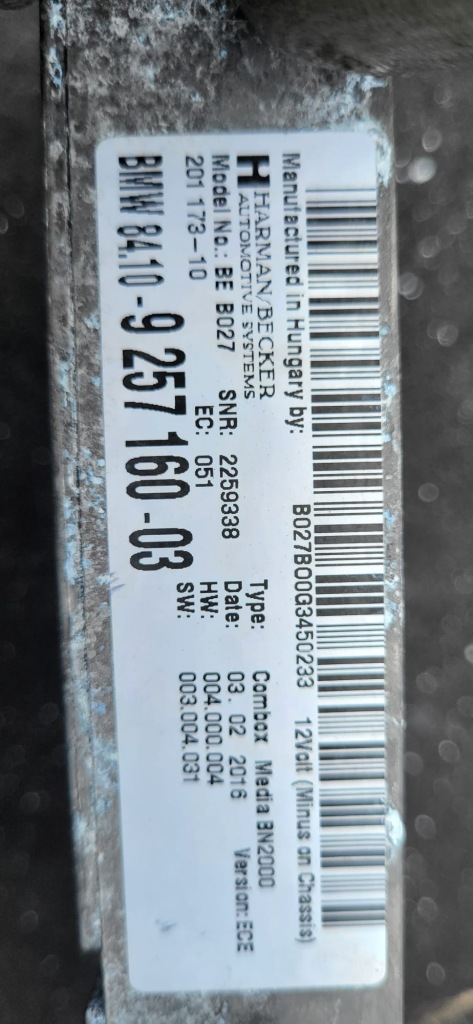 B027BO0G3450233 12Volt (Minus on Chassis)
Manufactured in Hungary by:
HARMAN/BECKER
AUTOMOTIVE SYSTEMS
Type: Combox Media BN2000
Model No.: BE B027 SNR: 2259338 Date: 03. 02 2016 Version: ECE
201 173-10 EC: 051 HW: 004.000.004
SW: 003.004.031
BMW 84.10 - 9 257 160 - 03